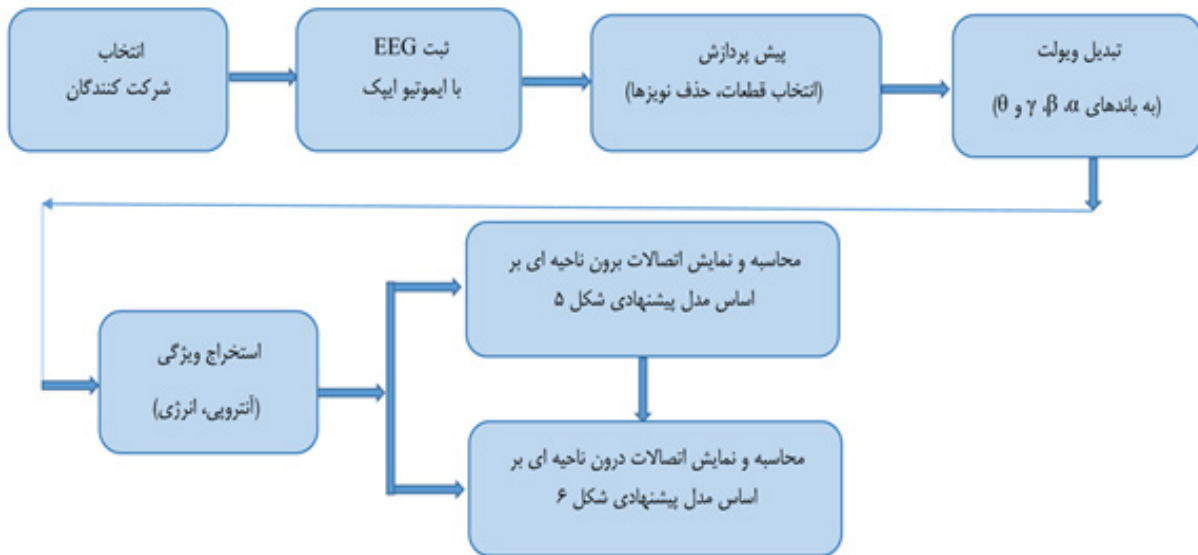 انتخاب
شرکت کنندگان
ثبت EEG
با ایموتیو ایپک
پیش پردازش
(انتخاب قطعات، حذف نویزها)
تبدیل ویولت
(به باندهای α، β، γ و θ)
استخراج ویژگی
(آنتروپی، انرژی)
محاسبه و نمایش اتصالات برون ناحیه ای بر
اساس مدل پیشنهادی شکل ۵
محاسبه و نمایش اتصالات درون ناحیه ای بر
اساس مدل پیشنهادی شکل ۶